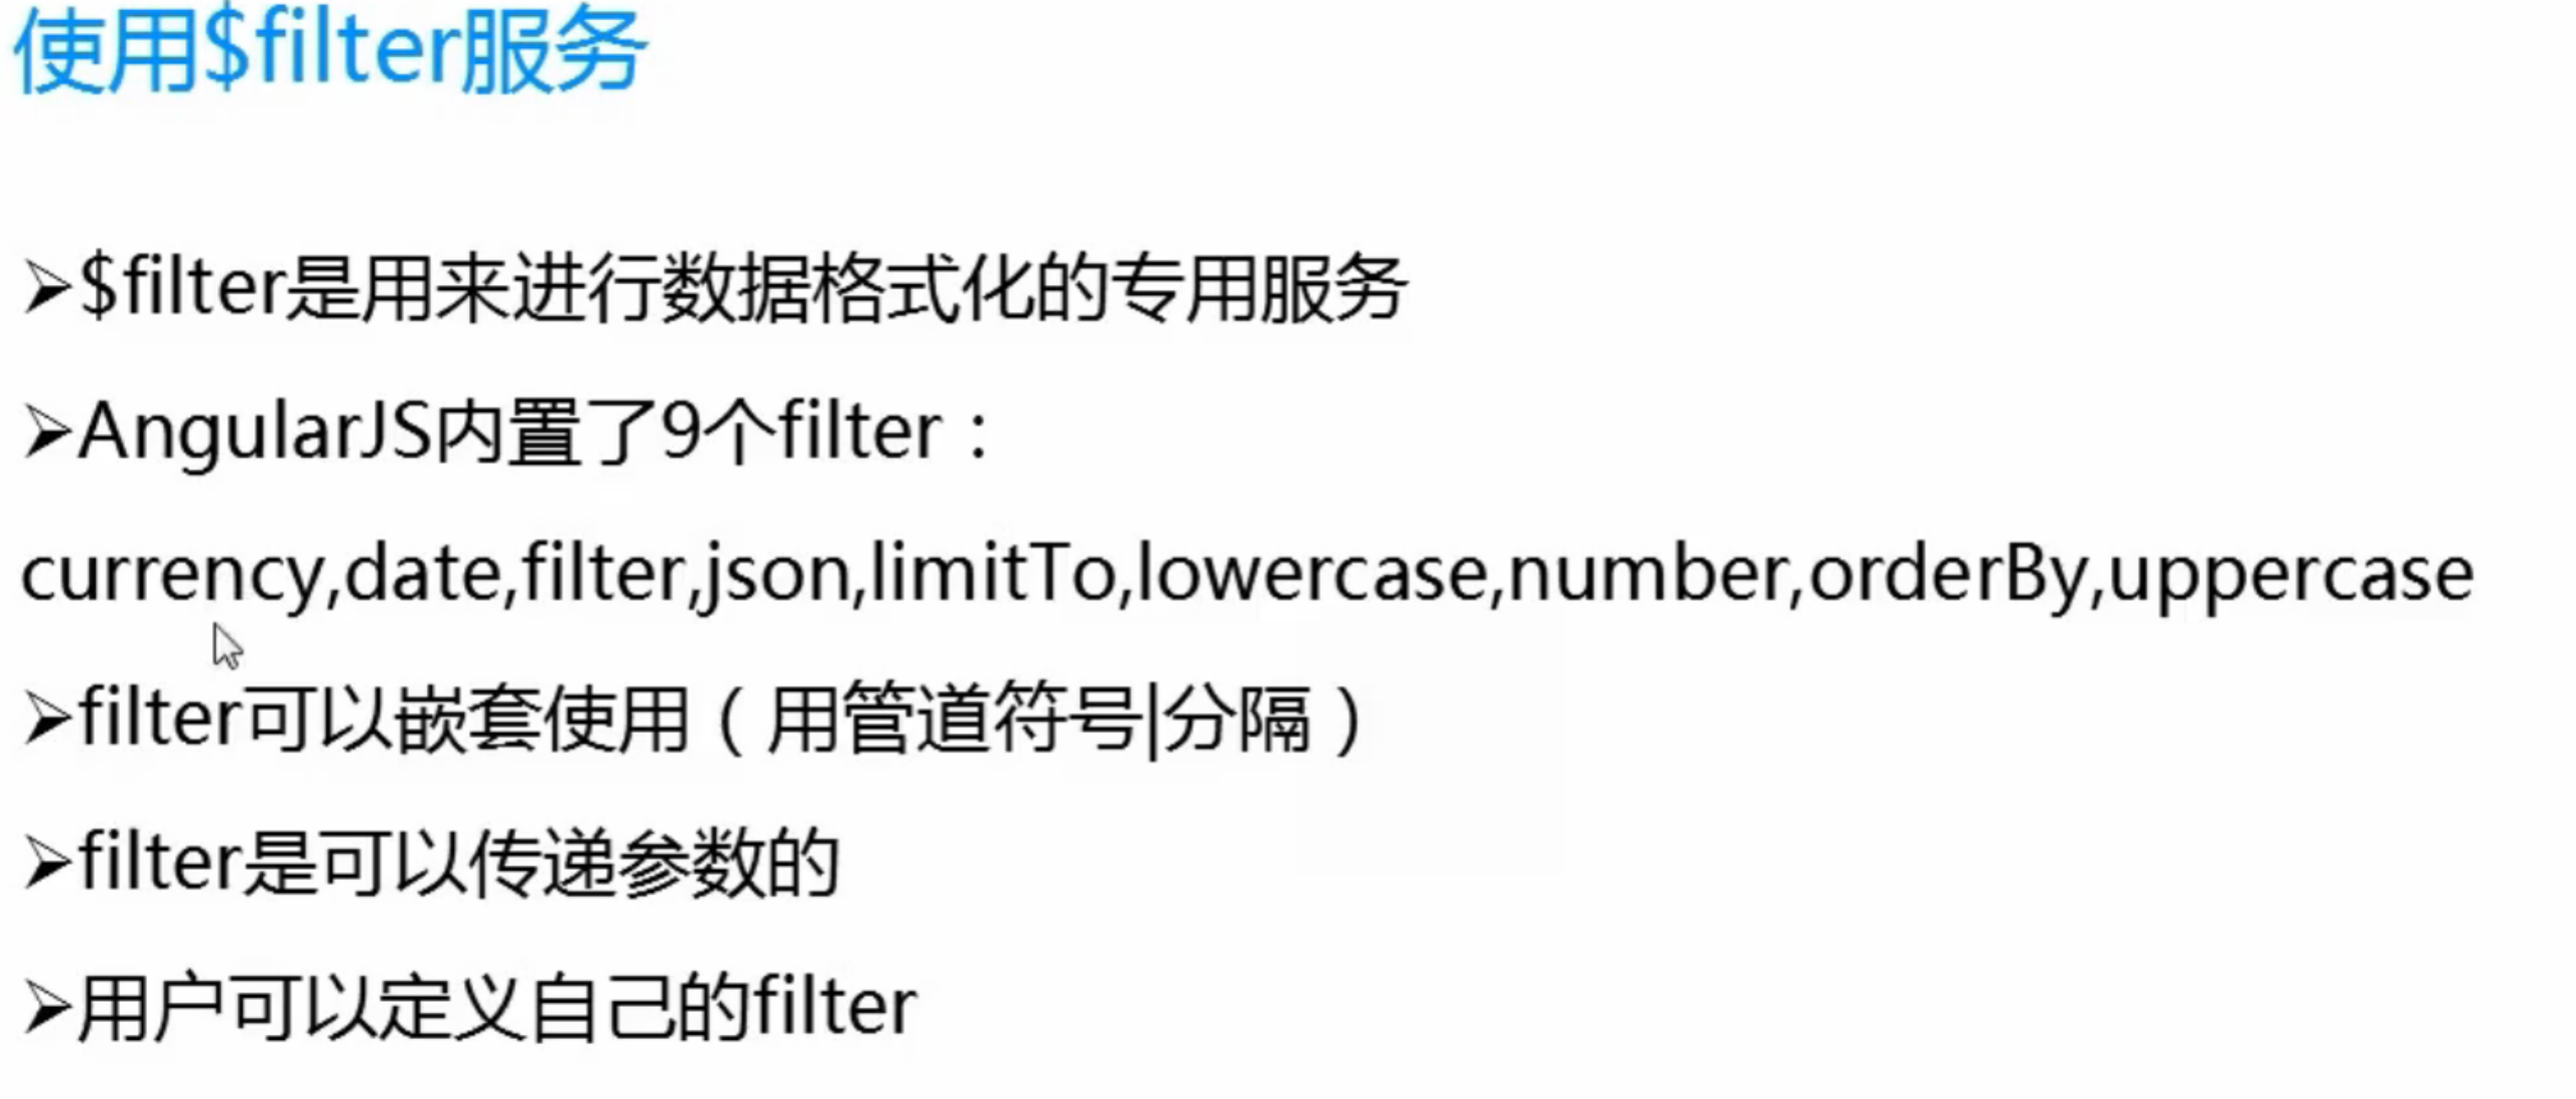 使用$filter服务
➢$filter是用来进行数据格式化的专用服务
➢AngularJS内置了9个filter：
currency,date,filter,json,limitTo,lowercase,number,orderBy,uppercase
➢filter可以嵌套使用（用管道符号|分隔）
➢filter是可以传递参数的
➢用户可以定义自己的filter